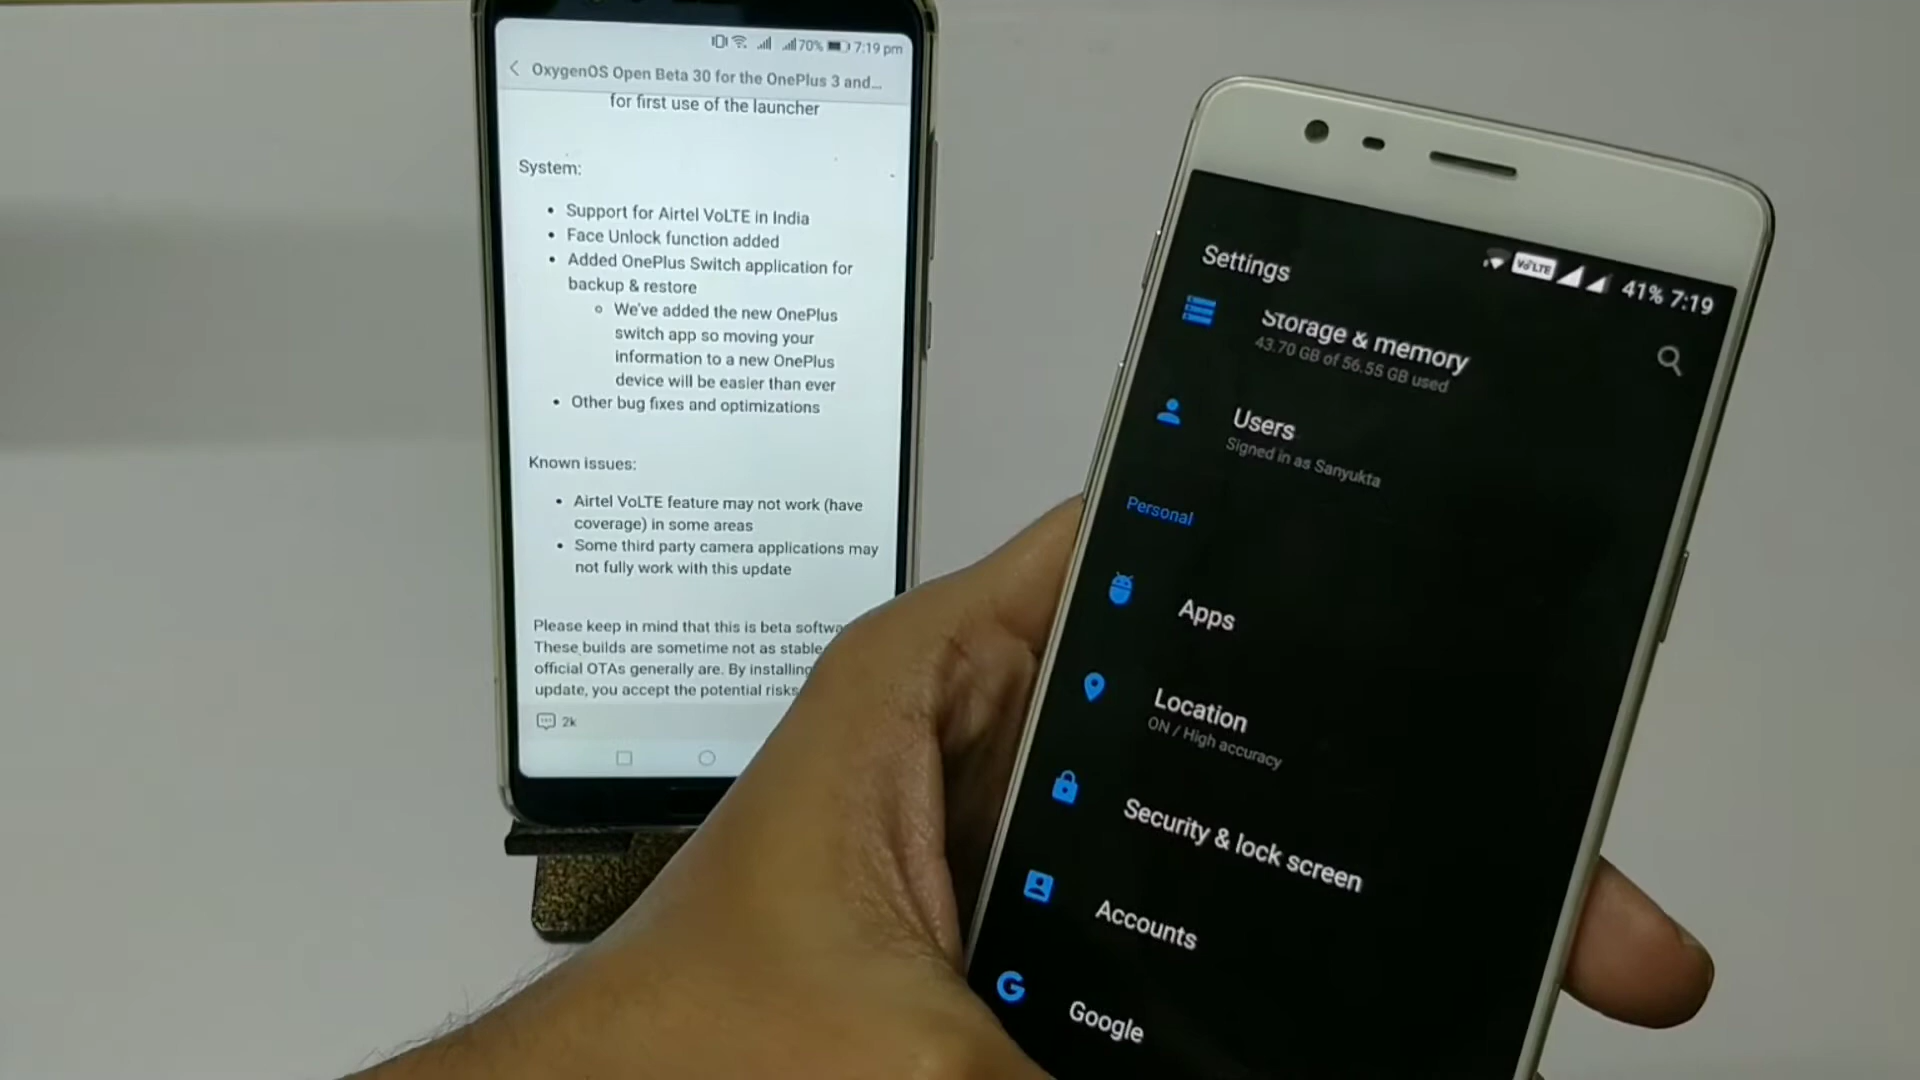 70% 7:19 pm
OxygenOS Open Beta 30 for the OnePlus 3 and...
for first use of the launcher
System:
• Support for Airtel VoLTE in India
• Face Unlock function added
• Added OnePlus Switch application for
backup & restore
o We've added the new OnePlus
switch app so moving your
information to a new OnePlus
device will be easier than ever
• Other bug fixes and optimizations
Known issues:
• Airtel VoLTE feature may not work (have
coverage) in some areas
• Some third party camera applications may
not fully work with this update
Please keep in mind that this is beta softwa
These builds are sometime not as stable
official OTAs generally are. By installing
update, you accept the potential risks
2k
VoLTE 41% 7:19
Settings
Storage & memory
43.70 GB of 56.55 GB used
Users
Signed in as Sanyukta
Personal
Apps
Location
ON / High accuracy
Security & lock screen
Accounts
G Google